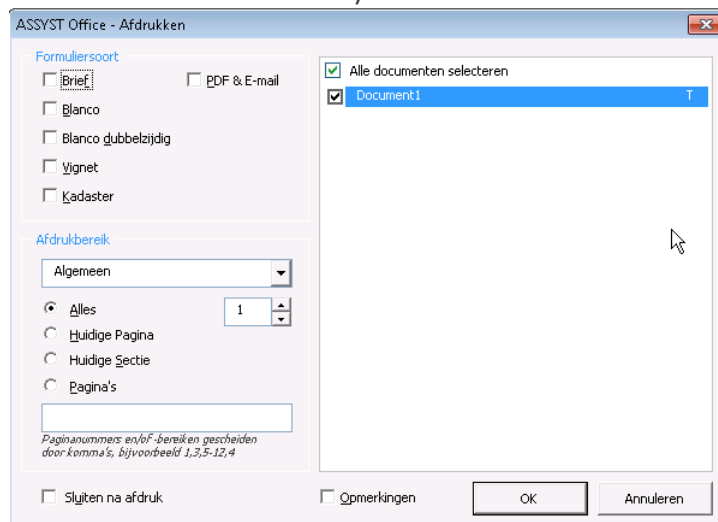 ASSYST Office - Afdrukken
Formuliersoort
Brief
PDF & E-mail
Blanco
Blanco dubbelzijdig
Vignet
Kadaster
Afdrukbereik
Algemeen
Alles
1
Huidige Pagina
Huidige Sectie
Pagina's
Paginanummers en/of -bereiken gescheiden
door komma's, bijvoorbeeld 1,3,5-12,4
Sluiten na afdruk
Alle documenten selecteren
Document1 T
Opmerkingen
OK
Annuleren